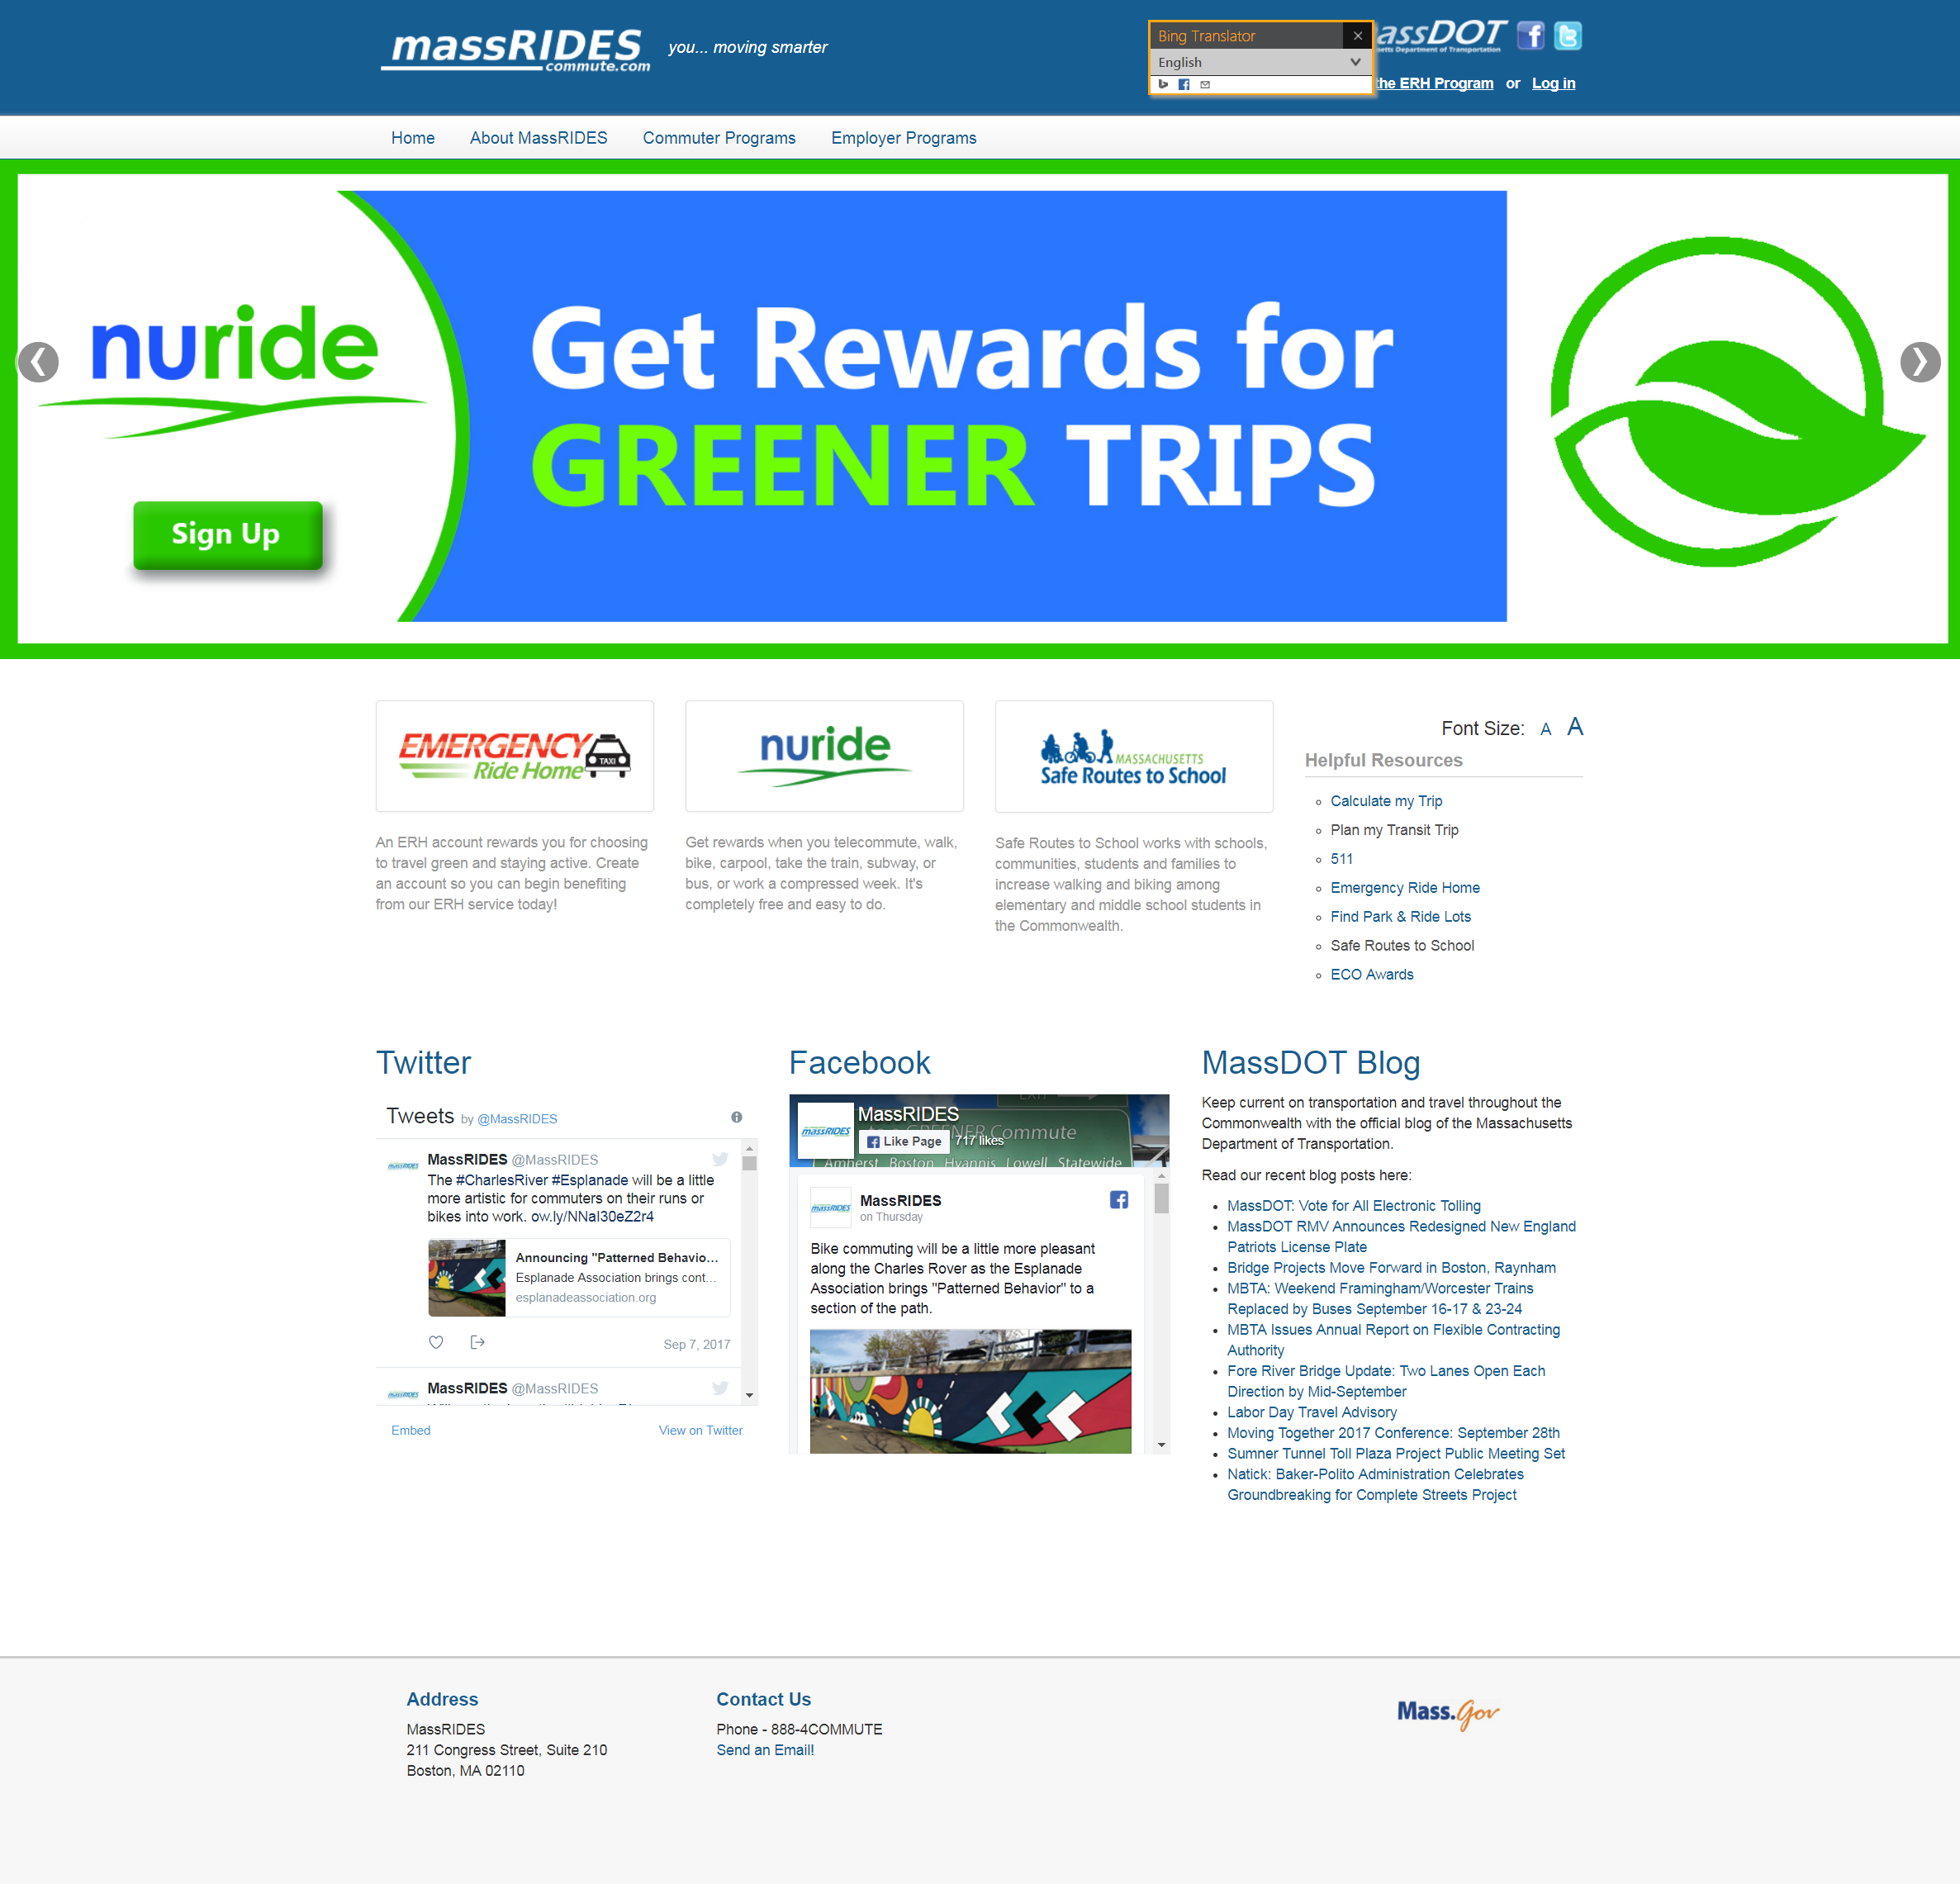 massRIDES
commute.com
you... moving smarter
Bing Translator
English
assDOT
setts Department of Transportation
the ERH Program or Log in
Home About MassRIDES Commuter Programs Employer Programs
nuride
Sign Up
Get Rewards for
GREENER TRIPS
EMERGENCY
Ride Home
TAXI
An ERH account rewards you for choosing
to travel green and staying active. Create
an account so you can begin benefiting
from our ERH service today!
nuride
Get rewards when you telecommute, walk,
bike, carpool, take the train, subway, or
bus, or work a compressed week. It's
completely free and easy to do.
MASSACHUSETTS
Safe Routes to School
Safe Routes to School works with schools,
communities, students and families to
increase walking and biking among
elementary and middle school students in
the Commonwealth.
Font Size: A A
Helpful Resources
Calculate my Trip
Plan my Transit Trip
511
Emergency Ride Home
Find Park & Ride Lots
Safe Routes to School
ECO Awards
Twitter
Tweets by @MassRIDES
massRIDES
MassRIDES @MassRIDES
The #CharlesRiver #Esplanade will be a little
more artistic for commuters on their runs or
bikes into work. ow.ly/NNaI30eZ2r4
Announcing "Patterned Behavio...
Esplanade Association brings cont...
esplanadeassociation.org
Sep 7, 2017
massRIDES
MassRIDES @MassRIDES
Embed View on Twitter
Facebook
EXIT
massRIDES
MassRIDES
GREENER Commute
Like Page 717 likes
Amherst Boston Hyannis Lowell Statewide
massRIDES
MassRIDES
on Thursday
Bike commuting will be a little more pleasant
along the Charles Rover as the Esplanade
Association brings "Patterned Behavior" to a
section of the path.
MassDOT Blog
Keep current on transportation and travel throughout the
Commonwealth with the official blog of the Massachusetts
Department of Transportation.
Read our recent blog posts here:
MassDOT: Vote for All Electronic Tolling
MassDOT RMV Announces Redesigned New England
Patriots License Plate
Bridge Projects Move Forward in Boston, Raynham
MBTA: Weekend Framingham/Worcester Trains
Replaced by Buses September 16-17 & 23-24
MBTA Issues Annual Report on Flexible Contracting
Authority
Fore River Bridge Update: Two Lanes Open Each
Direction by Mid-September
Labor Day Travel Advisory
Moving Together 2017 Conference: September 28th
Sumner Tunnel Toll Plaza Project Public Meeting Set
Natick: Baker-Polito Administration Celebrates
Groundbreaking for Complete Streets Project
Address
MassRIDES
211 Congress Street, Suite 210
Boston, MA 02110
Contact Us
Phone - 888-4COMMUTE
Send an Email!
Mass.Gov